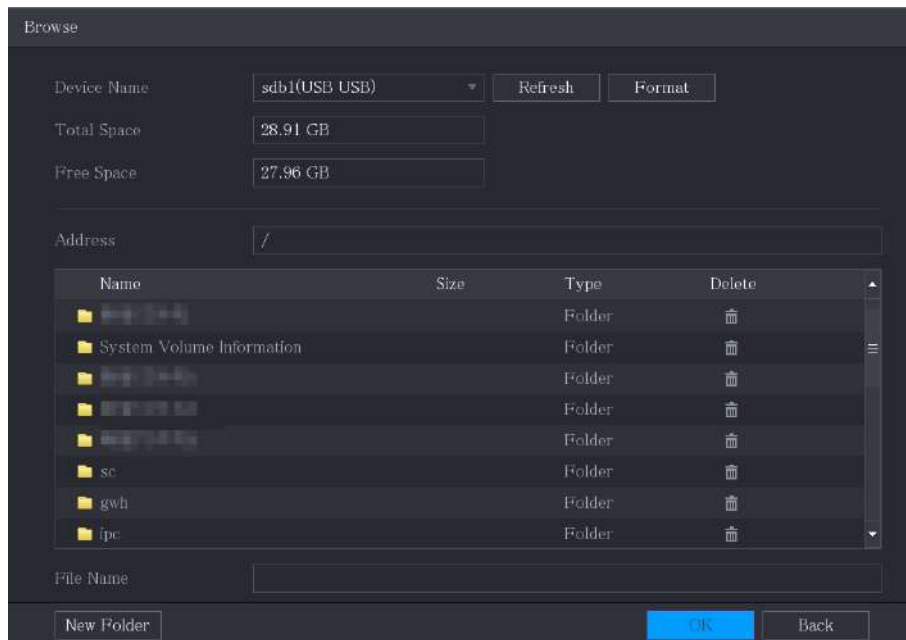 Browse
Device Name sdb1(USB USB) Refresh Format
Total Space 28.91 GB
Free Space 27.96 GB
Address /
Name Size Type Delete
Folder
System Volume Information Folder
Folder
Folder
Folder
sc Folder
gwh Folder
ipc Folder
File Name
New Folder OK Back